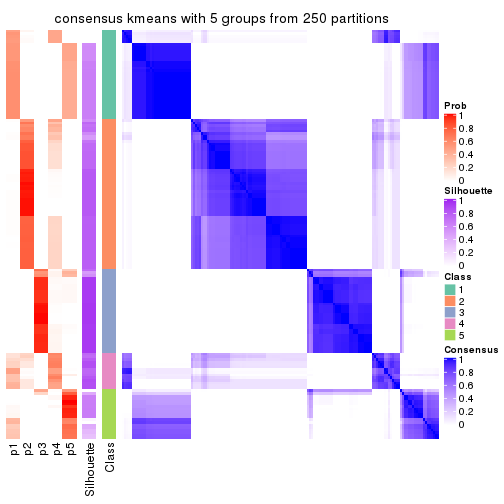 consensus kmeans with 5 groups from 250 partitions
Prob
1
0.8
0.6
0.4
0.2
0
Silhouette
1
0.8
0.6
0.4
0.2
0
Class
1
2
3
4
5
Consensus
1
0.8
0.6
0.4
0.2
0
p1
p2
p3
p4
p5
Silhouette
Class